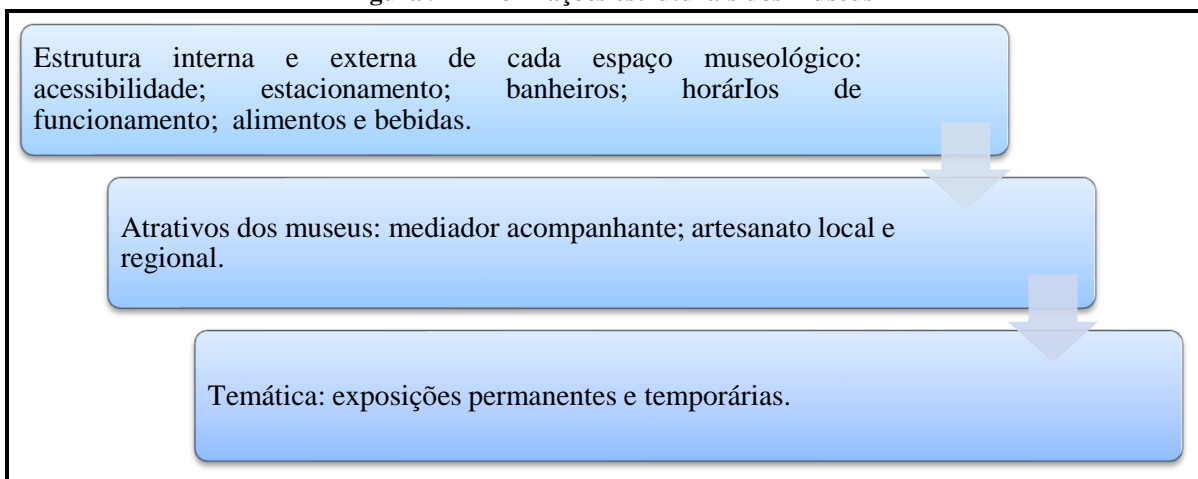 Estrutura interna e externa de cada espaço museológico:
acessibilidade; estacionamento; banheiros; horárIos de
funcionamento; alimentos e bebidas.
Atrativos dos museus: mediador acompanhante; artesanato local e
regional.
Temática: exposições permanentes e temporárias.